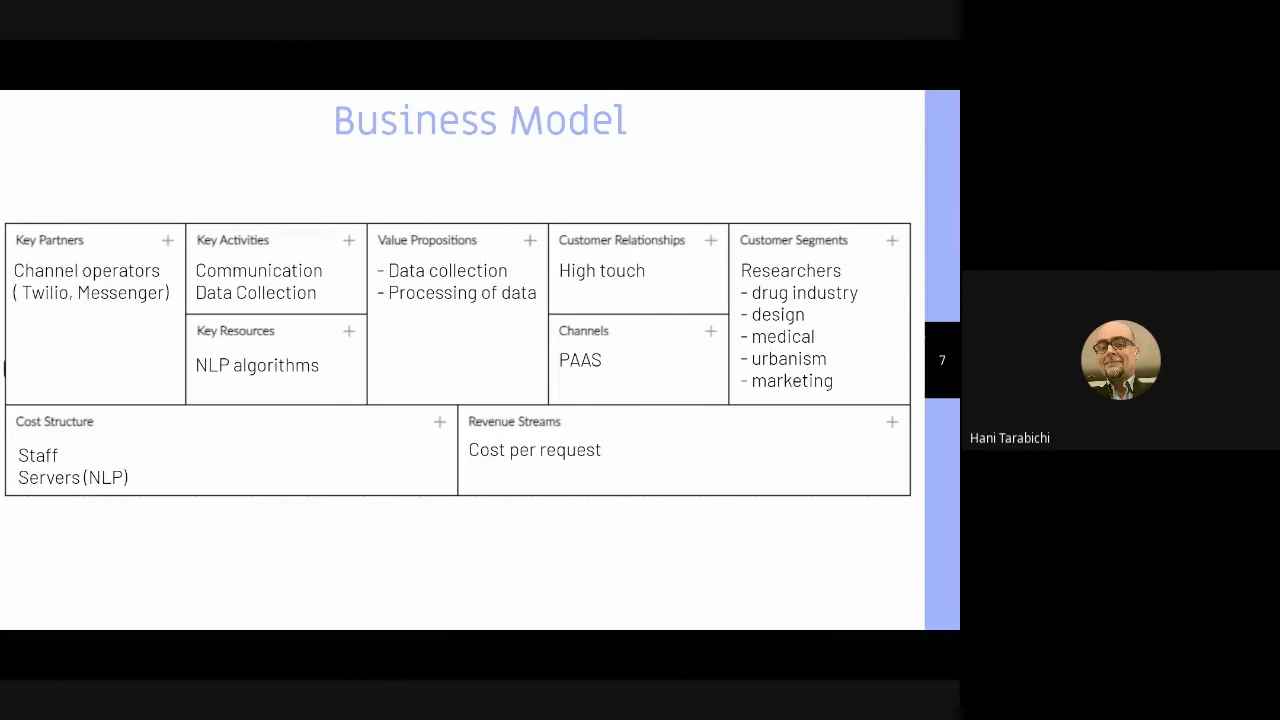 Business Model
Key Partners
Channel operators
( Twilio, Messenger)
Key Activities
Communication
Data Collection
Key Resources
NLP algorithms
Value Propositions
- Data collection
- Processing of data
Customer Relationships
High touch
Channels
PAAS
Customer Segments
Researchers
- drug industry
- design
- medical
- urbanism
- marketing
Cost Structure
Staff
Servers (NLP)
Revenue Streams
Cost per request
7
Hani Tarabichi